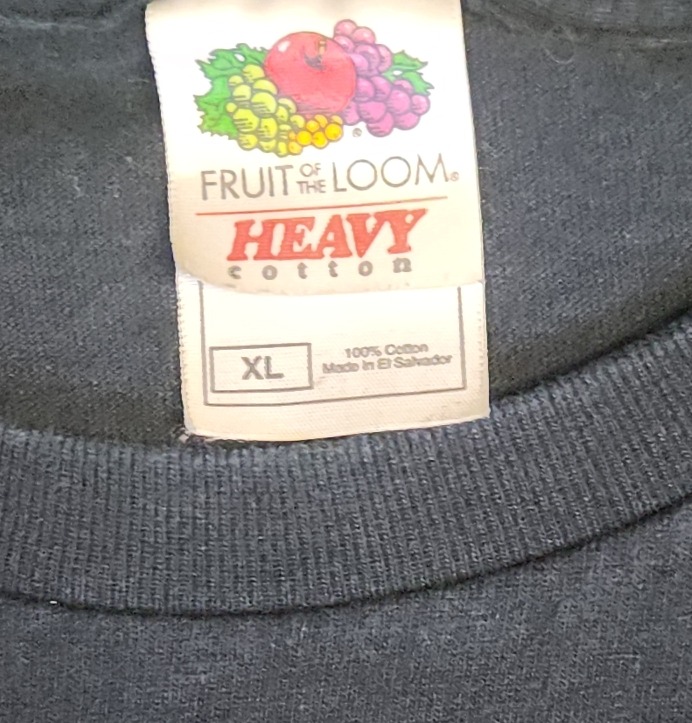 FRUIT OF THE LOOM®
HEAVY
cotton
XL
100% Cotton
Made in El Salvador